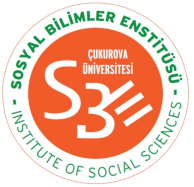 - SOSYAL BİLİMLER ENSTİTÜSÜ -
ÇUKUROVA
ÜNİVERSİTESİ
SBE
INSTITUTE OF SOCIAL SCIENCES